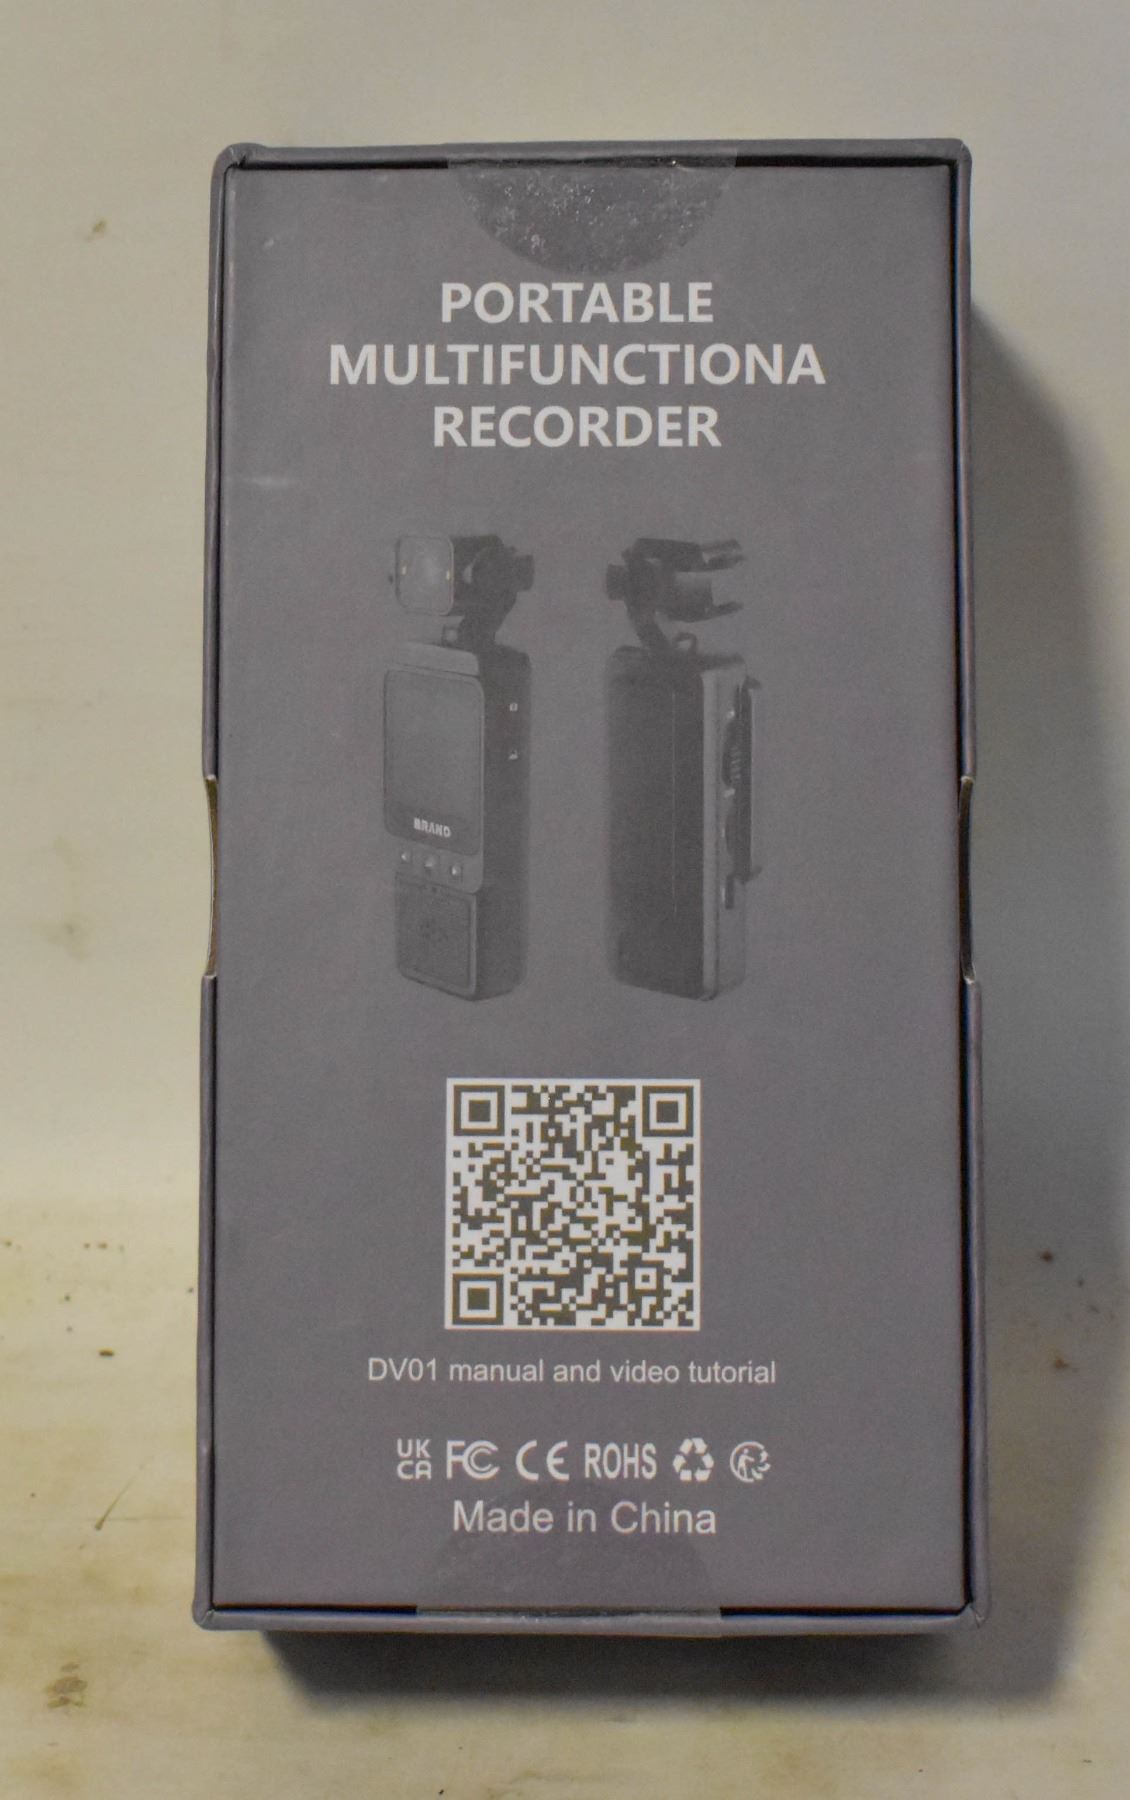 PORTABLE
MULTIFUNCTIONA
RECORDER
BRAND
DV01 manual and video tutorial
UK
CA FC CE ROHS
Made in China